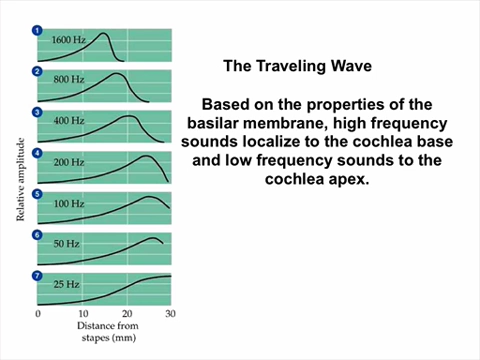 The Traveling Wave
Based on the properties of the
basilar membrane, high frequency
sounds localize to the cochlea base
and low frequency sounds to the
cochlea apex.
Relative amplitude
1
1600 Hz
2
800 Hz
3
400 Hz
4
200 Hz
5
100 Hz
6
50 Hz
7
25 Hz
0 10 20 30
Distance from
stapes (mm)